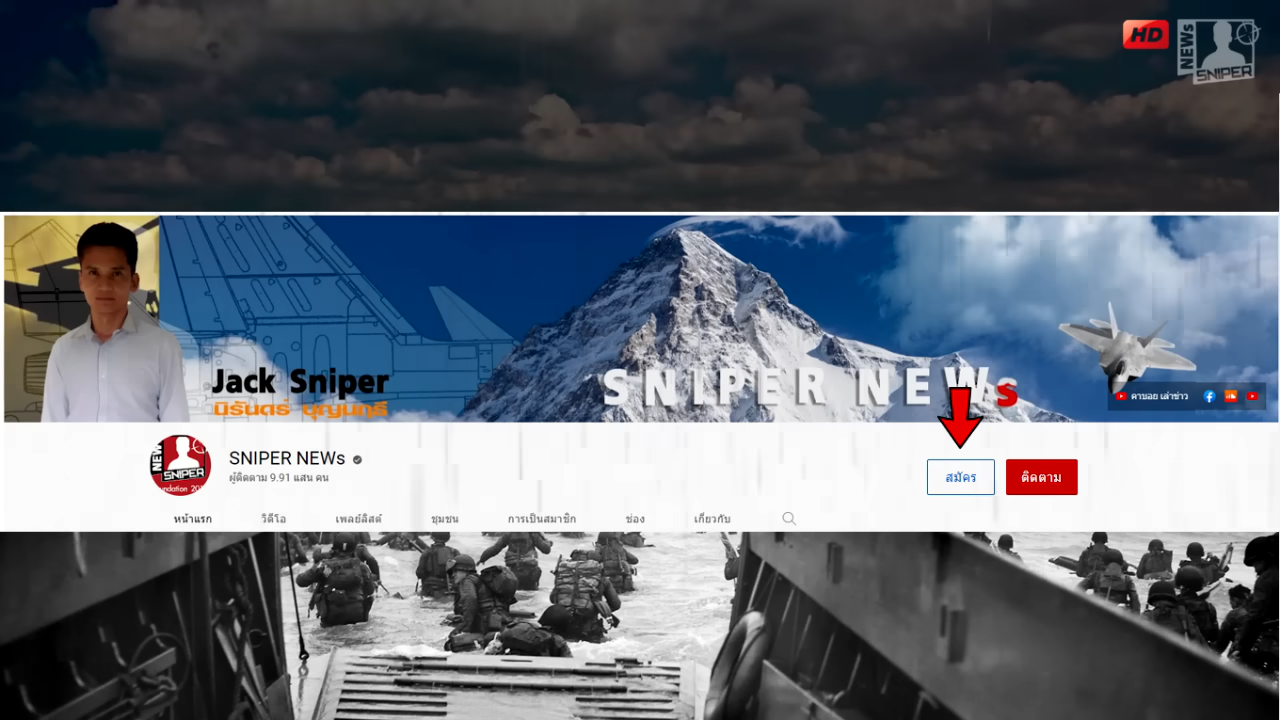 HD
NEWs
SNIPER
Jack Sniper
นิรันดร์ บุญนฤธี
SNIPER NEWs
คาบอย เล่าข่าว
NEW
SNIPER
SNIPER NEWs
ผู้ติดตาม 9.91 แสน คน
สมัคร
ติดตาม
หน้าแรก
วิดีโอ
เพลย์ลิสต์
ชุมชน
การเป็นสมาชิก
ช่อง
เกี่ยวกับ